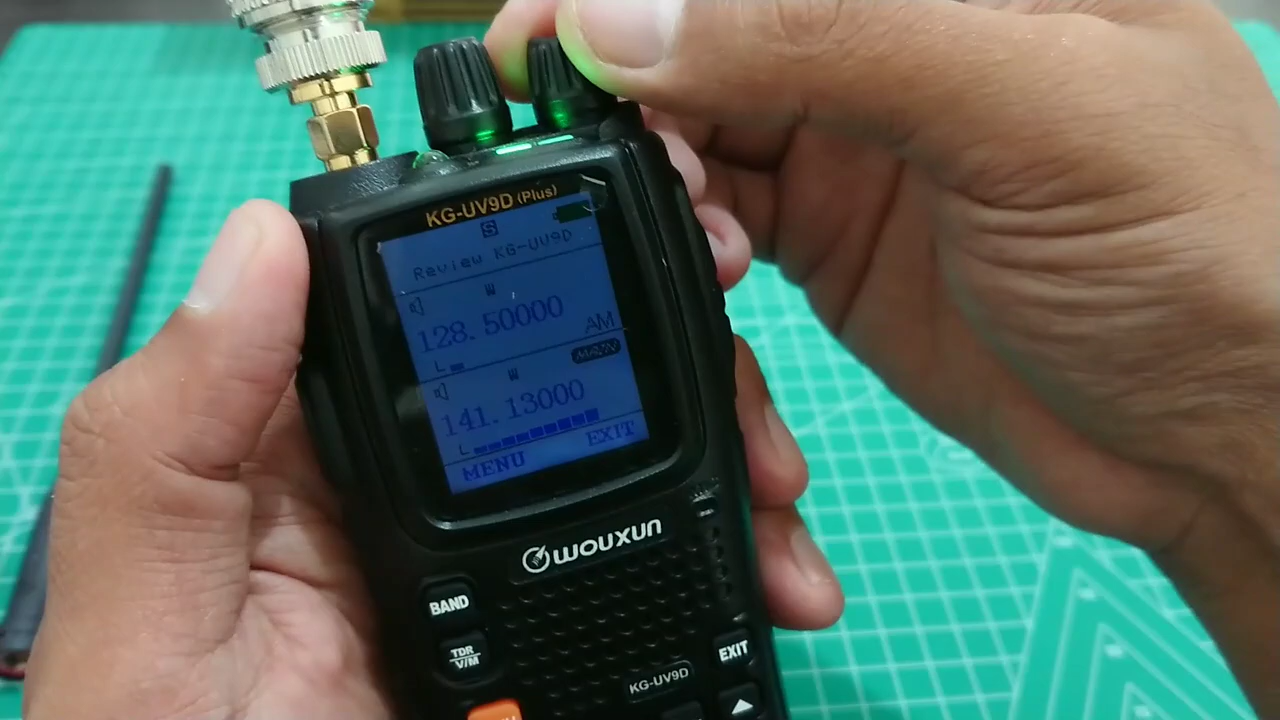 KG-UV9D (Plus)
S
Review KG-UV9D
W
128.50000
AM
L
MAIN
W
141.13000
L
MENU EXIT
WOUXUN
BAND
TDR
V/M
EXIT
KG-UV9D